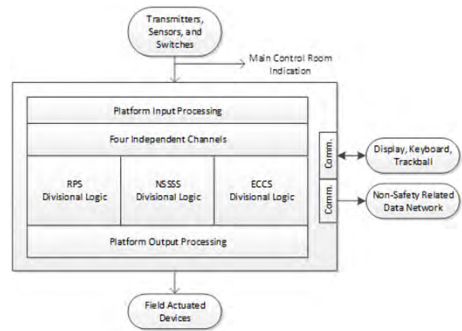 Transmitters,
Sensors, and
Switches
Main Control Room
Indication
Platform Input Processing
Four Independent Channels
RPS
Divisional Logic
NSSSS
Divisional Logic
ECCS
Divisional Logic
Comm.
Display, Keyboard,
Trackball
Comm.
Non-Safety Related
Data Network
Platform Output Processing
Field Actuated
Devices